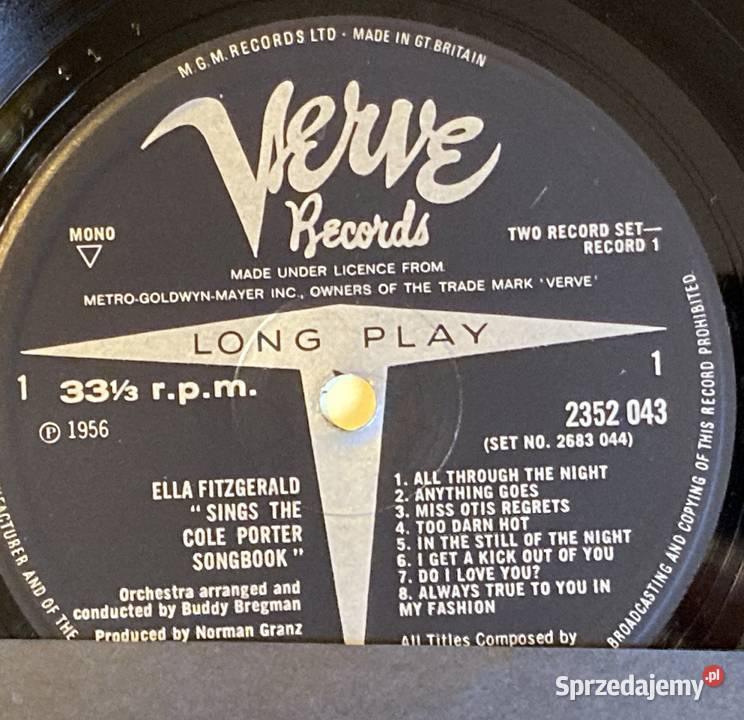 1 1 7
M.G.M. RECORDS LTD · MADE IN GT. BRITAIN
Verve
Records
MONO
TWO RECORD SET—
RECORD 1
MADE UNDER LICENCE FROM
METRO-GOLDWYN-MAYER INC., OWNERS OF THE TRADE MARK 'VERVE'
LONG PLAY
1 33⅓ r.p.m.
1
℗ 1956
2352 043
(SET NO. 2683 044)
ELLA FITZGERALD
“ SINGS THE
COLE PORTER
SONGBOOK ”
Orchestra arranged and
conducted by Buddy Bregman
Produced by Norman Granz
1. ALL THROUGH THE NIGHT
2. ANYTHING GOES
3. MISS OTIS REGRETS
4. TOO DARN HOT
5. IN THE STILL OF THE NIGHT
6. I GET A KICK OUT OF YOU
7. DO I LOVE YOU?
8. ALWAYS TRUE TO YOU IN
MY FASHION
All Titles Composed by
BROADCASTING AND COPYING OF THIS RECORD PROHIBITED
FACTURER AND OF THE
Sprzedajemy.pl